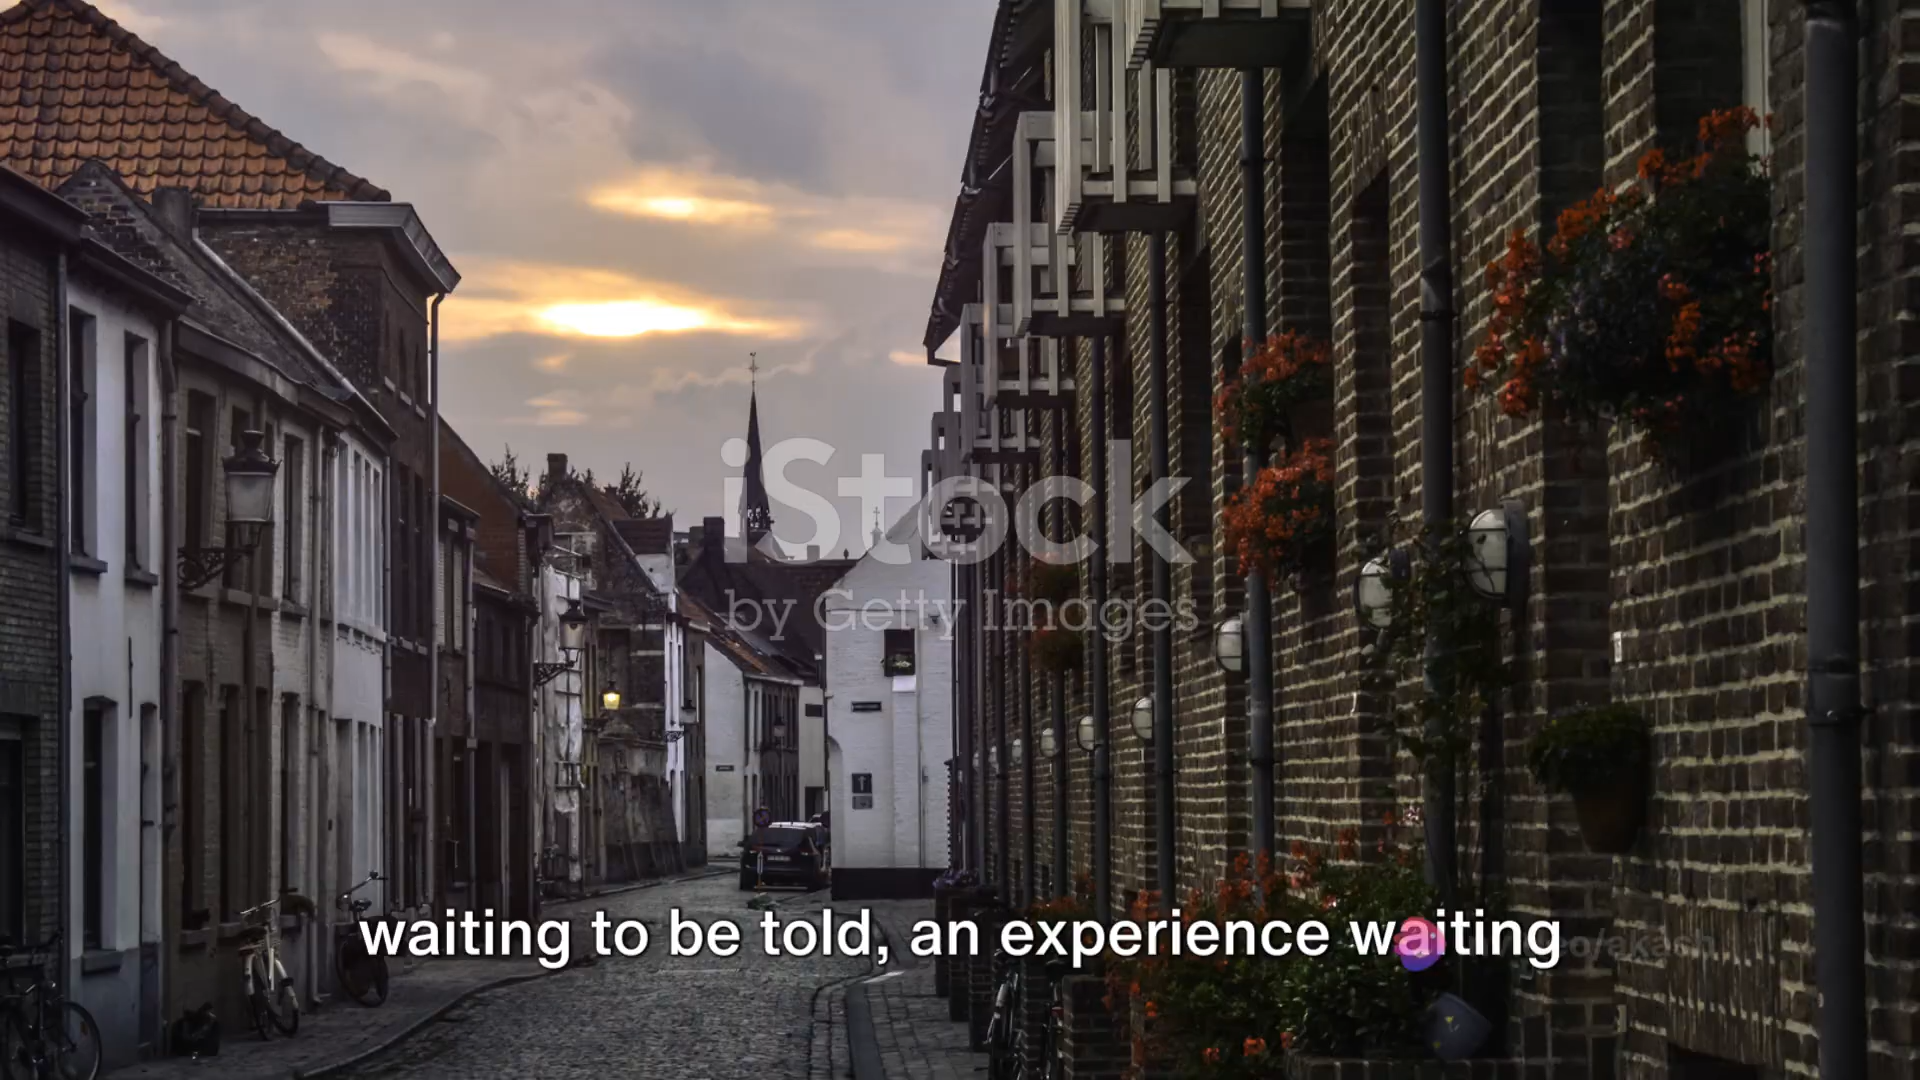 iStock
by Getty Images
waiting to be told, an experience waiting